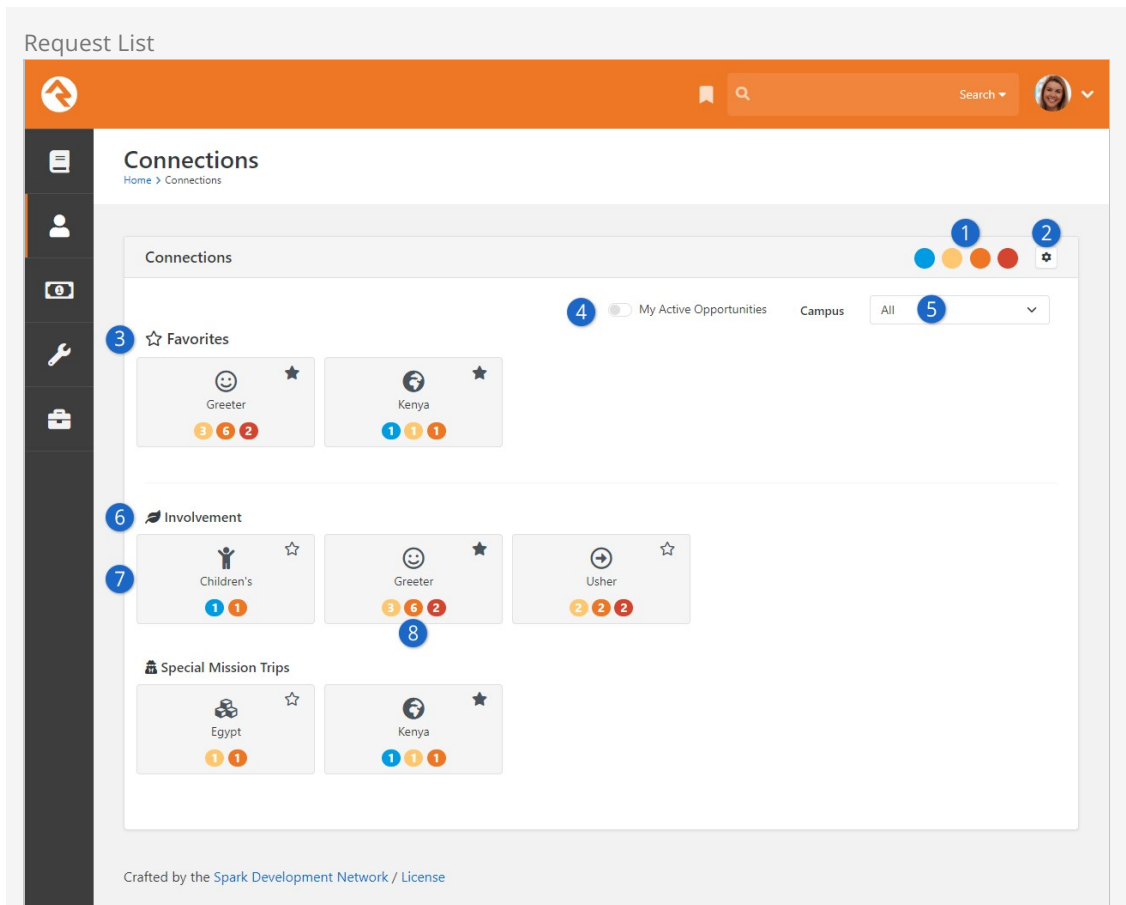 Request List
Search
Connections
Home > Connections
1 2
Connections
4 My Active Opportunities Campus All 5
3 Favorites
Greeter Kenya
3 6 2 1 1 1
6 Involvement
7 Children's Greeter Usher
1 1 3 6 2 2 2 2
8
Special Mission Trips
Egypt Kenya
1 1 1 1 1
Crafted by the Spark Development Network / License